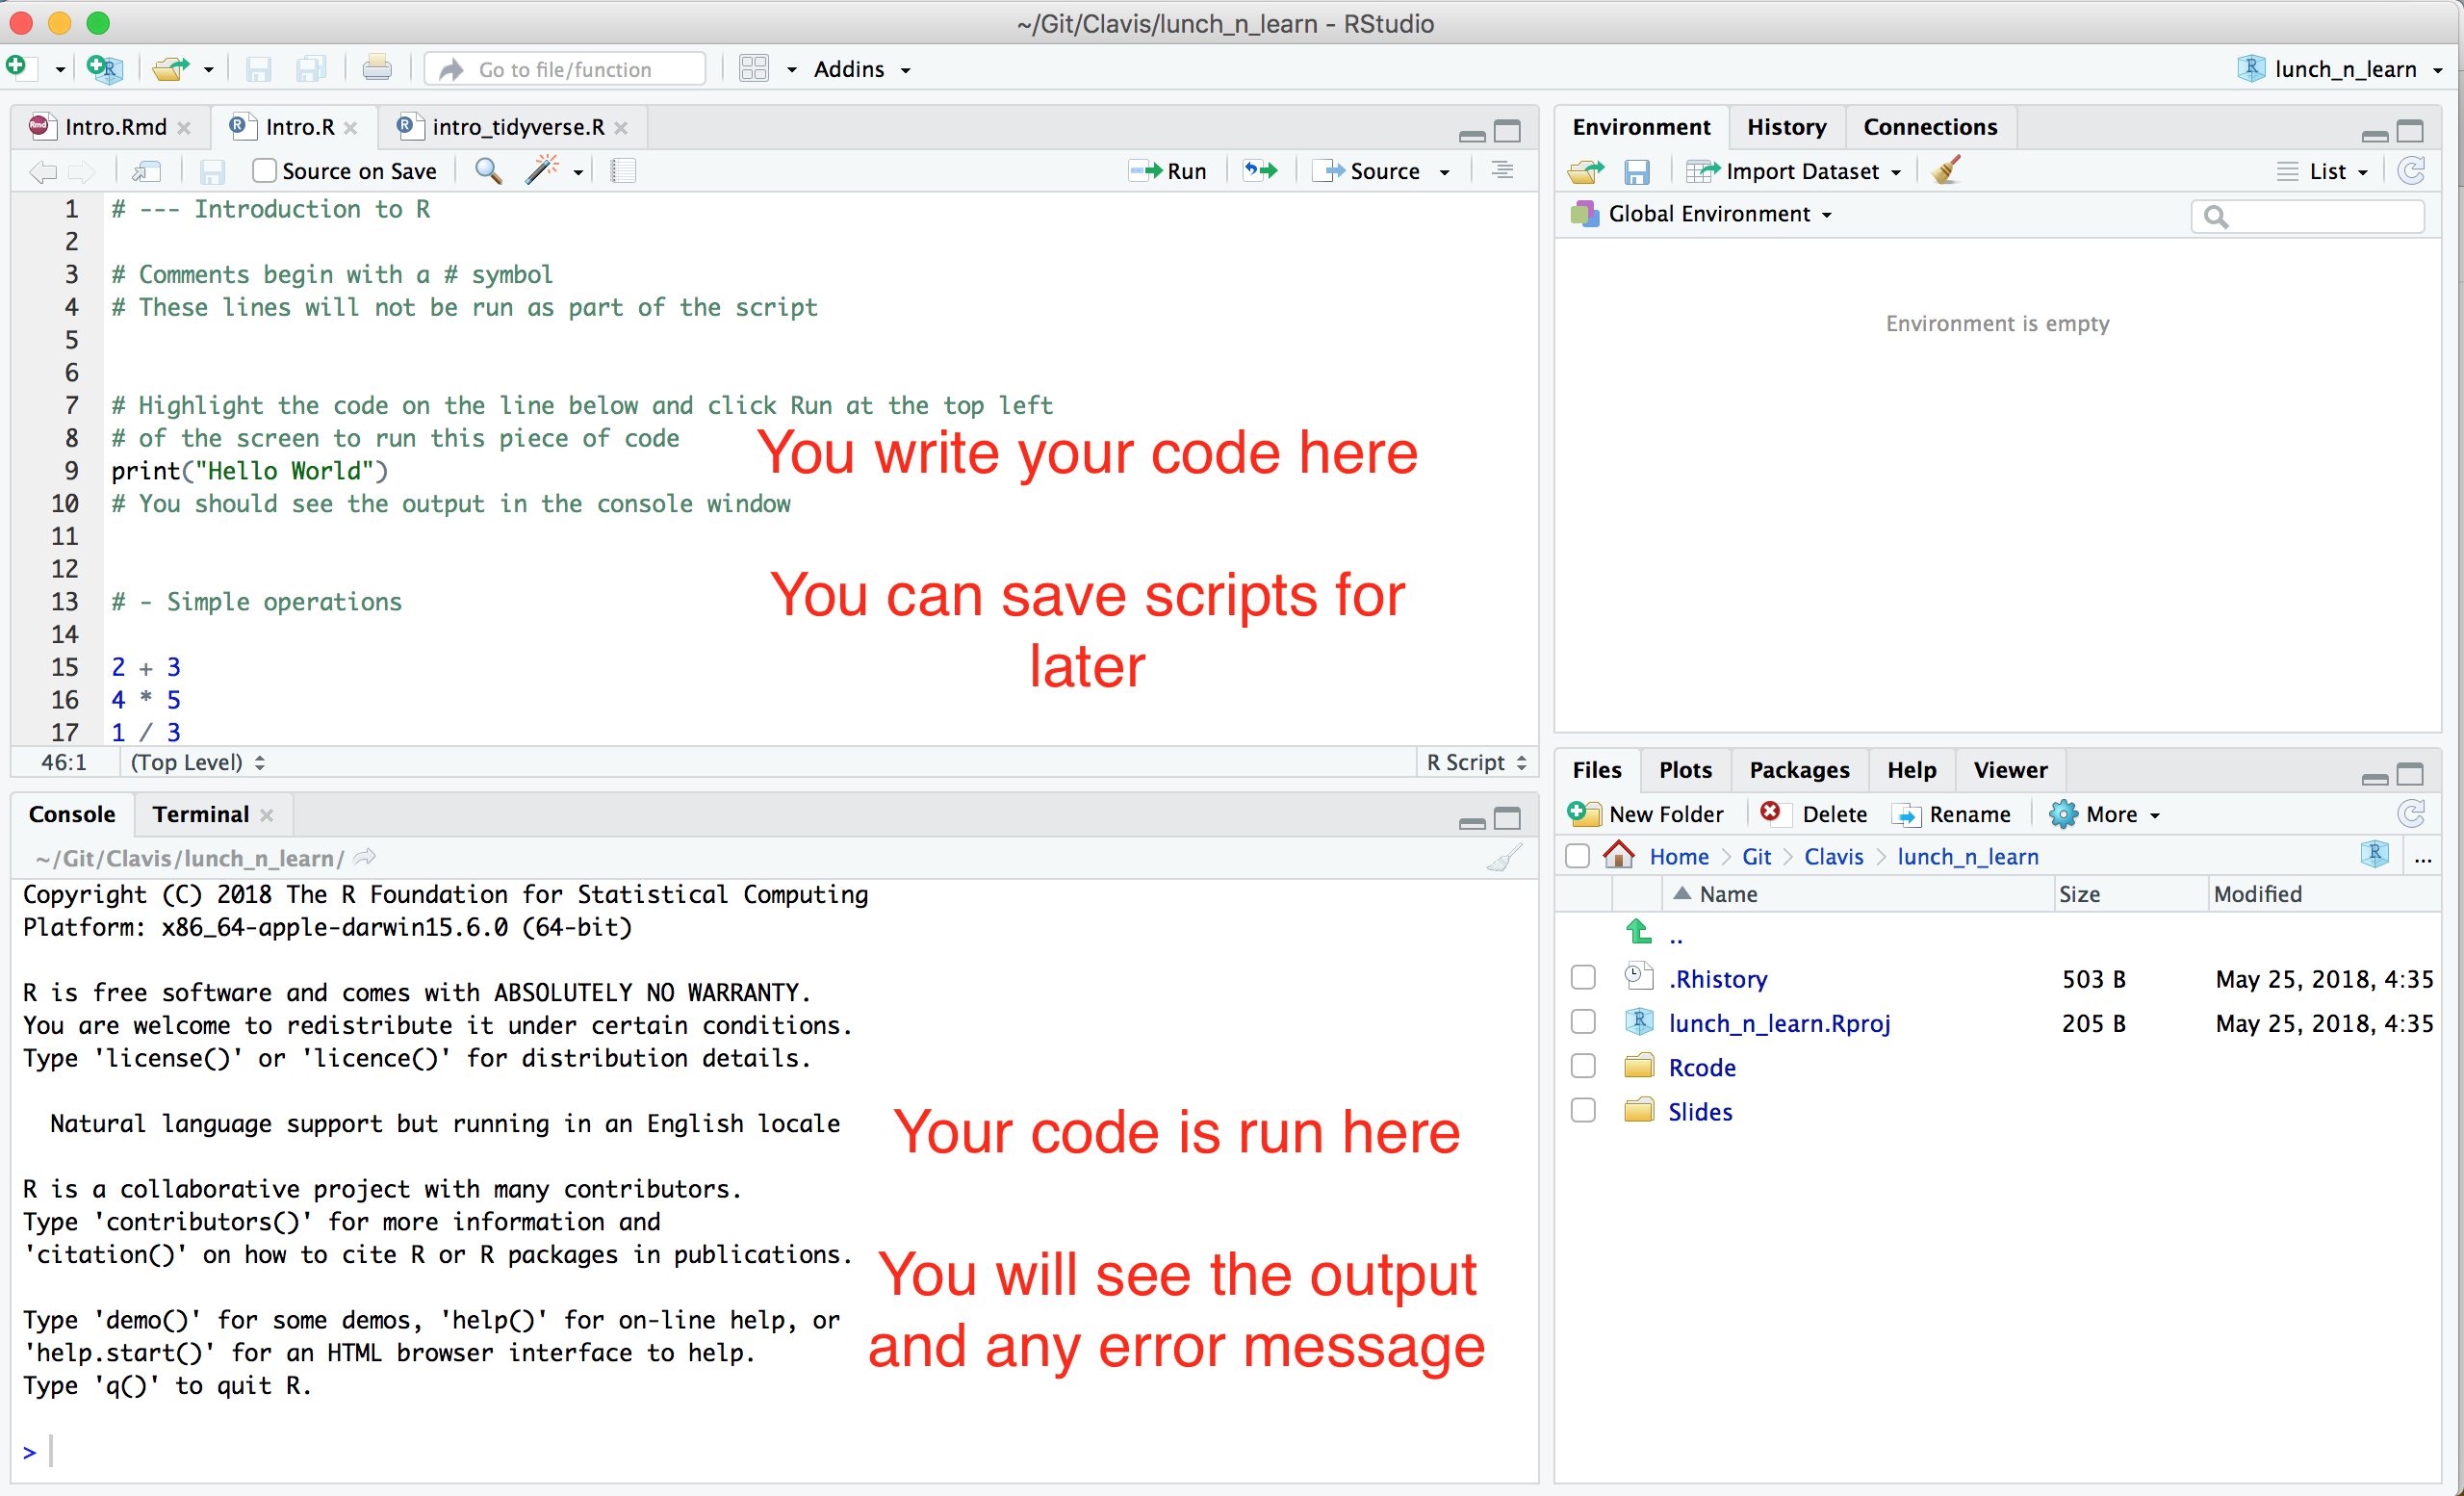 ~/Git/Clavis/lunch_n_learn - RStudio
Go to file/function
Addins
lunch_n_learn
Intro.Rmd
Intro.R
intro_tidyverse.R
Source on Save
Run
Source
1 # --- Introduction to R
2
3 # Comments begin with a # symbol
4 # These lines will not be run as part of the script
5
6
7 # Highlight the code on the line below and click Run at the top left
8 # of the screen to run this piece of code
9 print("Hello World")
10 # You should see the output in the console window
11
12
13 # - Simple operations
14
15 2 + 3
16 4 * 5
17 1 / 3
You write your code here
You can save scripts for
later
46:1
(Top Level)
R Script
Console
Terminal
~/Git/Clavis/lunch_n_learn/
Copyright (C) 2018 The R Foundation for Statistical Computing
Platform: x86_64-apple-darwin15.6.0 (64-bit)
R is free software and comes with ABSOLUTELY NO WARRANTY.
You are welcome to redistribute it under certain conditions.
Type 'license()' or 'licence()' for distribution details.
Natural language support but running in an English locale
R is a collaborative project with many contributors.
Type 'contributors()' for more information and
'citation()' on how to cite R or R packages in publications.
Type 'demo()' for some demos, 'help()' for on-line help, or
'help.start()' for an HTML browser interface to help.
Type 'q()' to quit R.
>
Your code is run here
You will see the output
and any error message
Environment
History
Connections
Import Dataset
List
Global Environment
Environment is empty
Files
Plots
Packages
Help
Viewer
New Folder
Delete
Rename
More
Home
Git
Clavis
lunch_n_learn
...
Name
Size
Modified
..
.Rhistory 503 B May 25, 2018, 4:35
lunch_n_learn.Rproj 205 B May 25, 2018, 4:35
Rcode
Slides